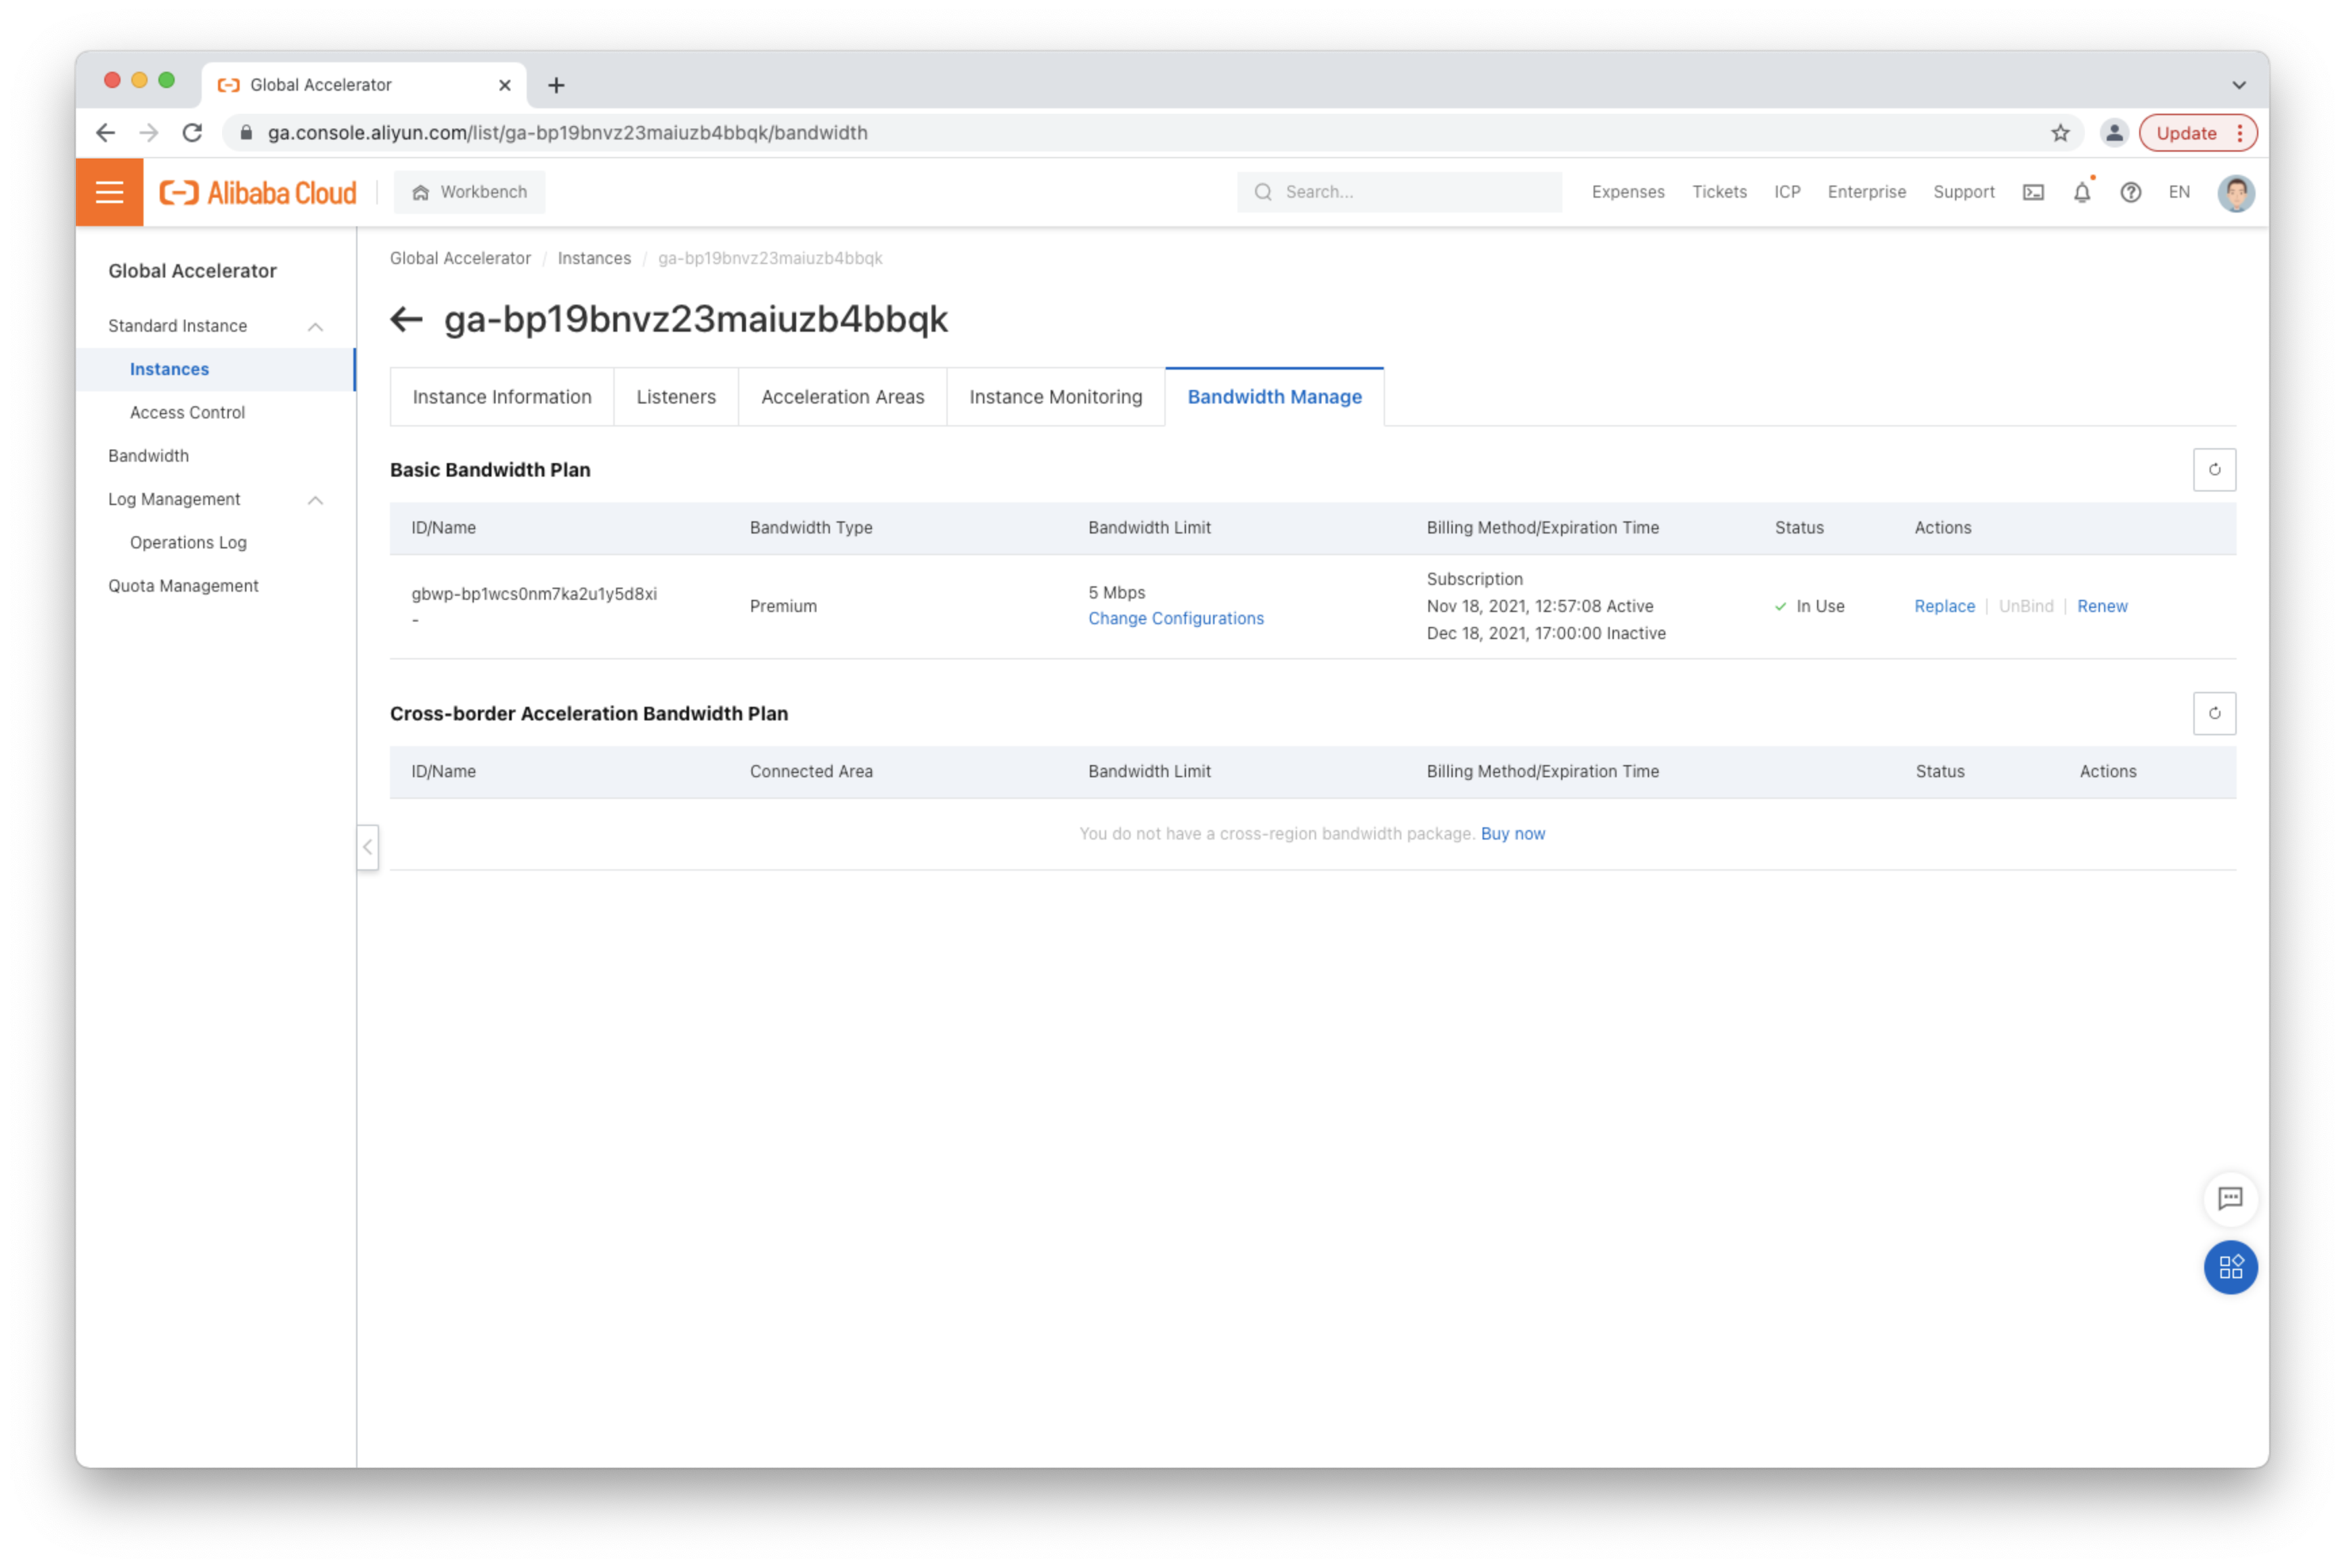 Global Accelerator
ga.console.aliyun.com/list/ga-bp19bnvz23maiuzb4bbqk/bandwidth
Update
Alibaba Cloud
Workbench
Search...
Expenses
Tickets
ICP
Enterprise
Support
EN
Global Accelerator
Standard Instance
Instances
Access Control
Bandwidth
Log Management
Operations Log
Quota Management
Global Accelerator / Instances / ga-bp19bnvz23maiuzb4bbqk
ga-bp19bnvz23maiuzb4bbqk
Instance Information
Listeners
Acceleration Areas
Instance Monitoring
Bandwidth Manage
Basic Bandwidth Plan
ID/Name
Bandwidth Type
Bandwidth Limit
Billing Method/Expiration Time
Status
Actions
gbwp-bp1wcs0nm7ka2u1y5d8xi
-
Premium
5 Mbps
Change Configurations
Subscription
Nov 18, 2021, 12:57:08 Active
Dec 18, 2021, 17:00:00 Inactive
In Use
Replace | UnBind | Renew
Cross-border Acceleration Bandwidth Plan
ID/Name
Connected Area
Bandwidth Limit
Billing Method/Expiration Time
Status
Actions
You do not have a cross-region bandwidth package. Buy now